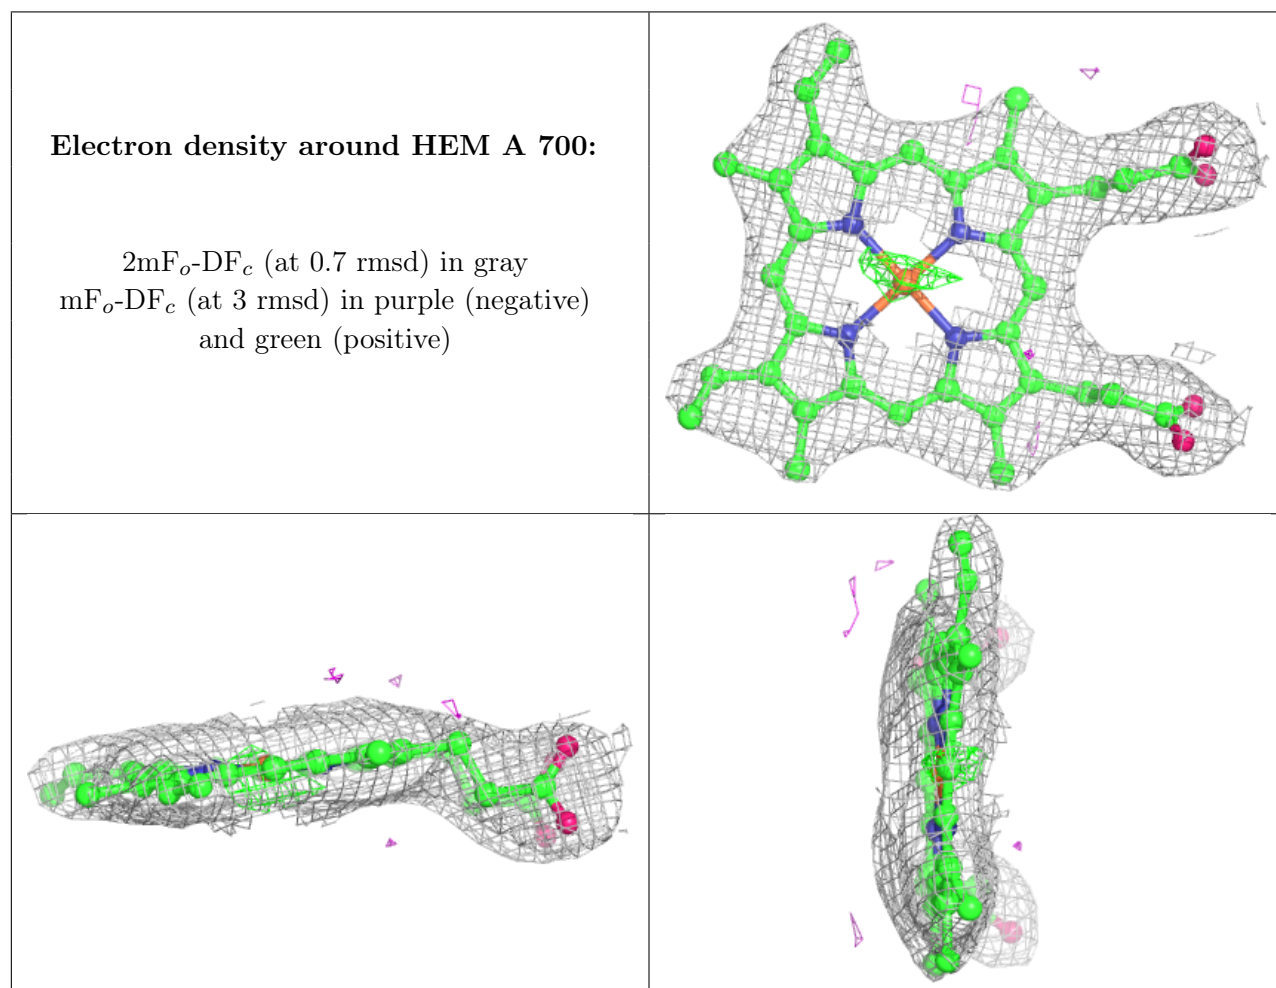 Electron density around HEM A 700:
2mFo-DFc (at 0.7 rmsd) in gray
mFo-DFc (at 3 rmsd) in purple (negative)
and green (positive)